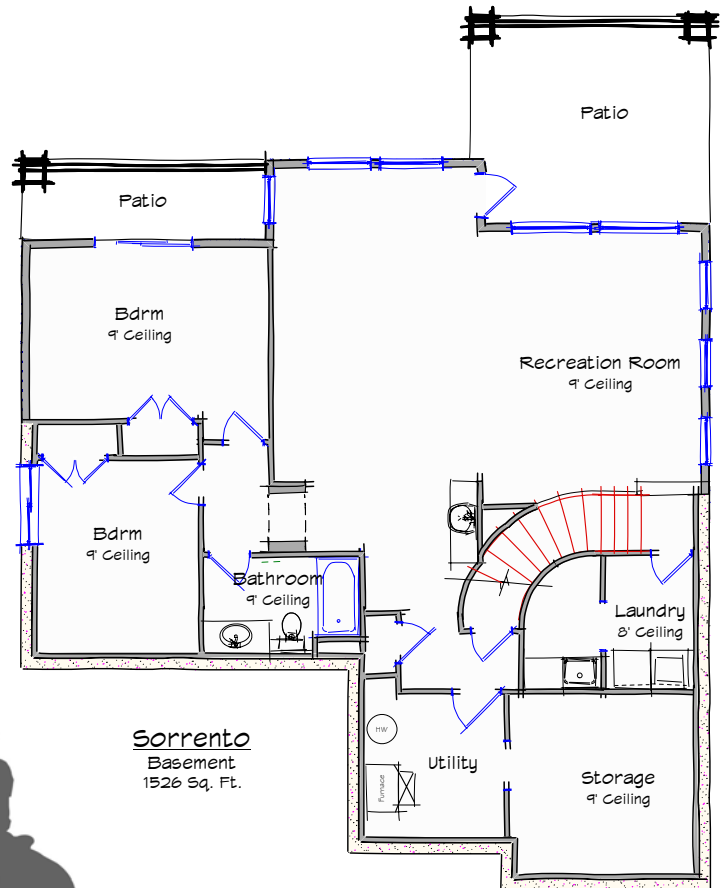 Patio
Patio
Bdrm
9' Ceiling
Recreation Room
9' Ceiling
Bdrm
9' Ceiling
Bathroom
9' Ceiling
Laundry
8' Ceiling
HW
Furnace
Utility
Storage
9' Ceiling
Sorrento
Basement
1526 Sq. Ft.